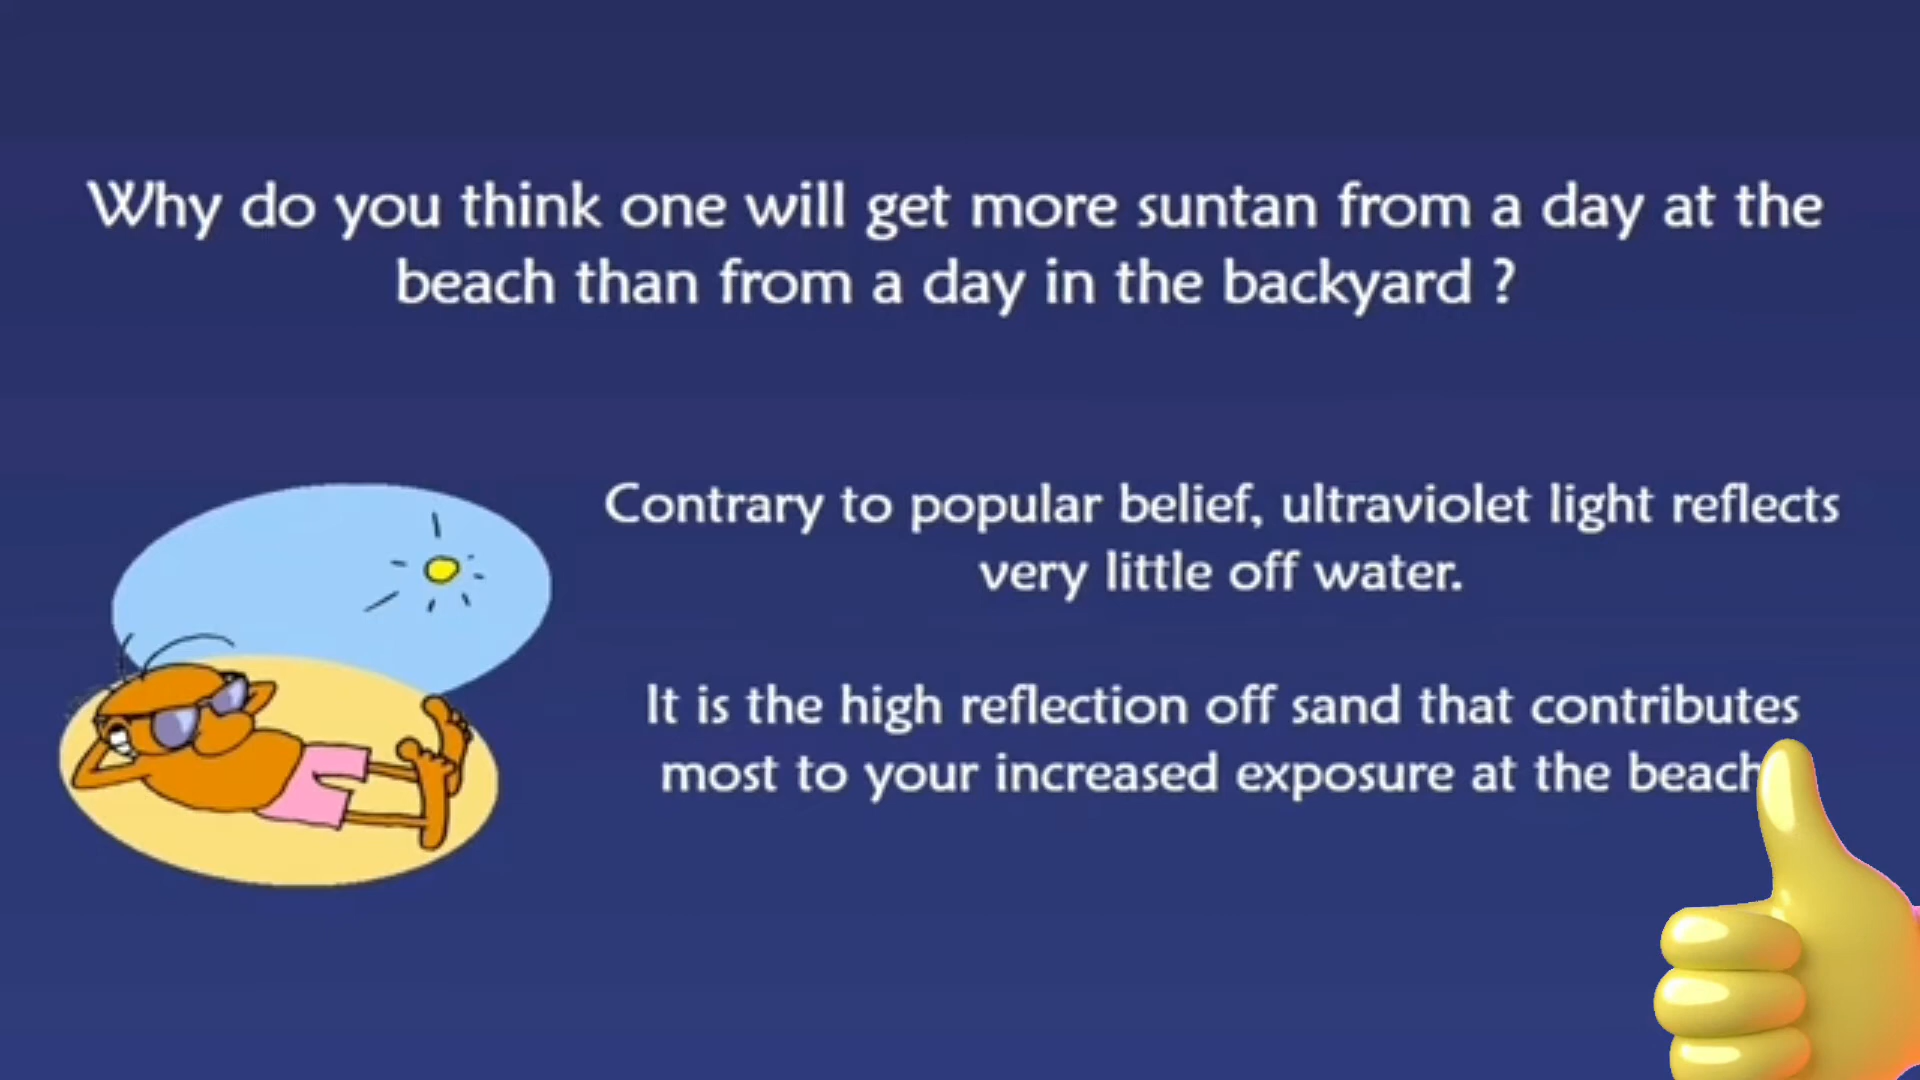 Why do you think one will get more suntan from a day at the
beach than from a day in the backyard ?
Contrary to popular belief, ultraviolet light reflects
very little off water.
It is the high reflection off sand that contributes
most to your increased exposure at the beach